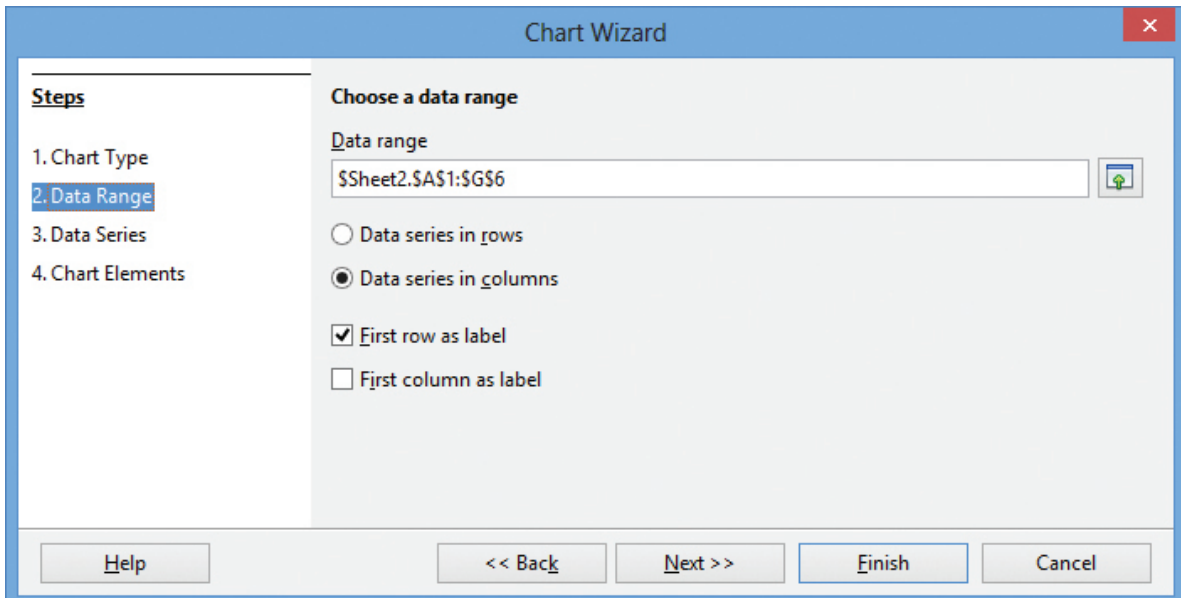 Chart Wizard
Steps
1. Chart Type
2. Data Range
3. Data Series
4. Chart Elements
Choose a data range
Data range
$Sheet2.$A$1:$G$6
Data series in rows
Data series in columns
First row as label
First column as label
Help
<< Back
Next >>
Finish
Cancel